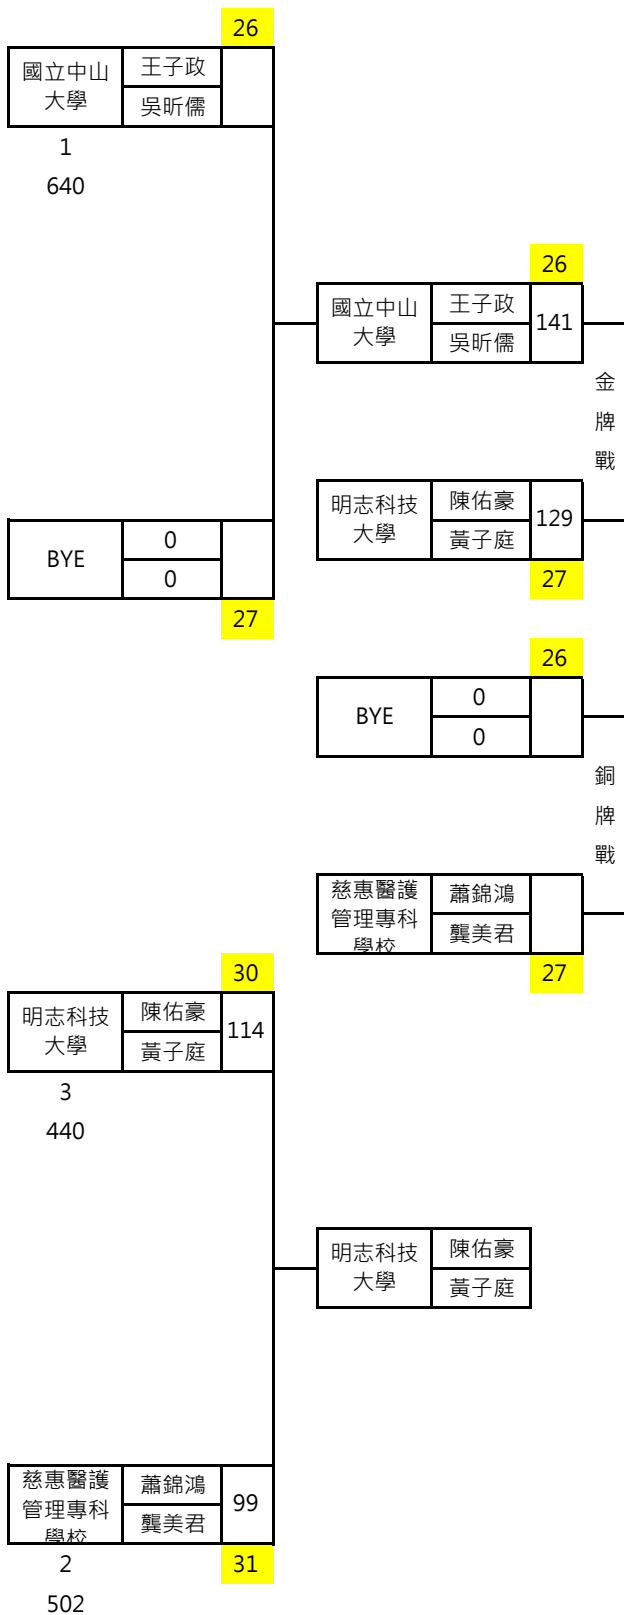 26
國立中山
大學
王子政
吳昕儒
1
640
26
國立中山
大學
王子政
吳昕儒
141
金
牌
戰
明志科技
大學
陳佑豪
黃子庭
129
27
BYE
0
0
27
26
BYE
0
0
銅
牌
戰
慈惠醫護
管理專科
學校
蕭錦鴻
龔美君
27
30
明志科技
大學
陳佑豪
黃子庭
114
3
440
明志科技
大學
陳佑豪
黃子庭
慈惠醫護
管理專科
學校
蕭錦鴻
龔美君
99
2
31
502